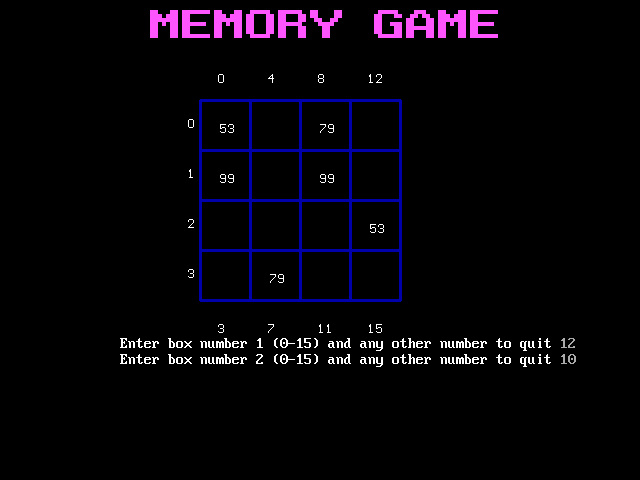 MEMORY GAME
0 4 8 12
0 53 79
1 99 99
2 53
3 79
3 7 11 15
Enter box number 1 (0-15) and any other number to quit 12
Enter box number 2 (0-15) and any other number to quit 10